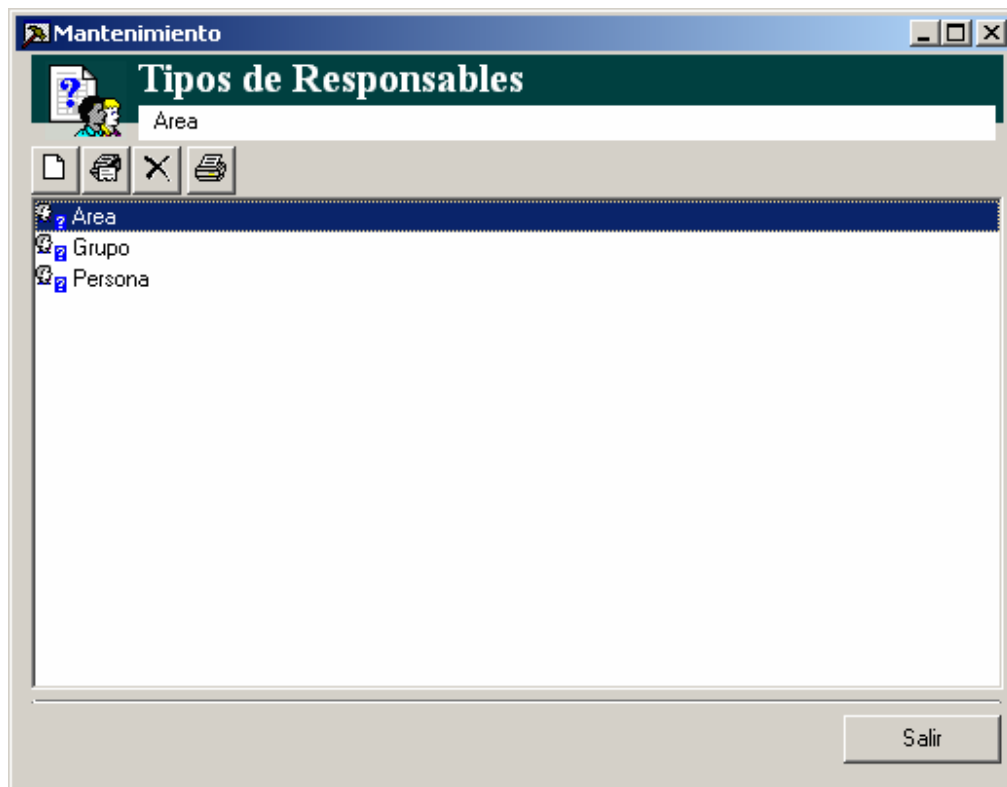 Mantenimiento
Tipos de Responsables
Area
Area
Grupo
Persona
Salir